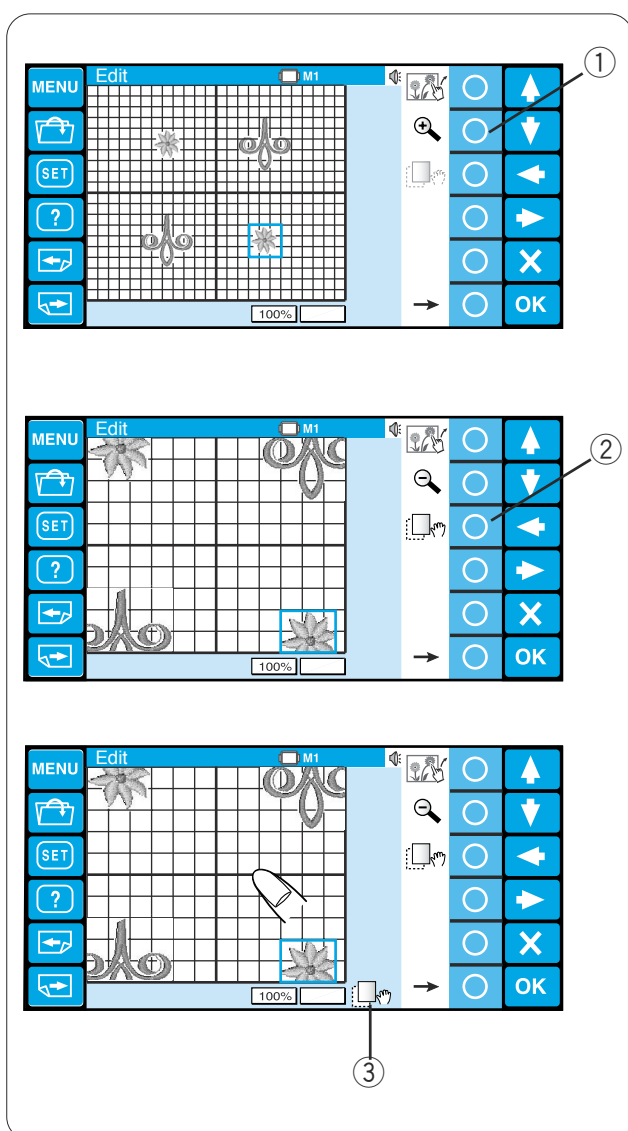 ①
MENU Edit M1
SET
?
OK
100%
②
MENU Edit M1
SET
?
OK
100%
MENU Edit M1
SET
?
OK
100%
③